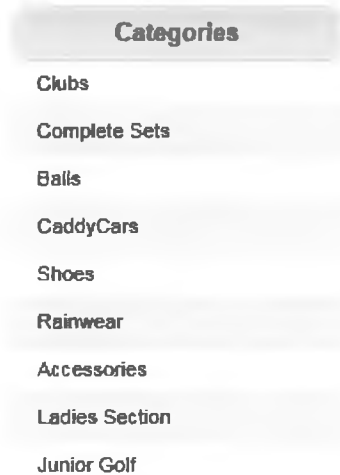 Categories
Clubs
Complete Sets
Balls
CaddyCars
Shoes
Rainwear
Accessories
Ladies Section
Junior Golf